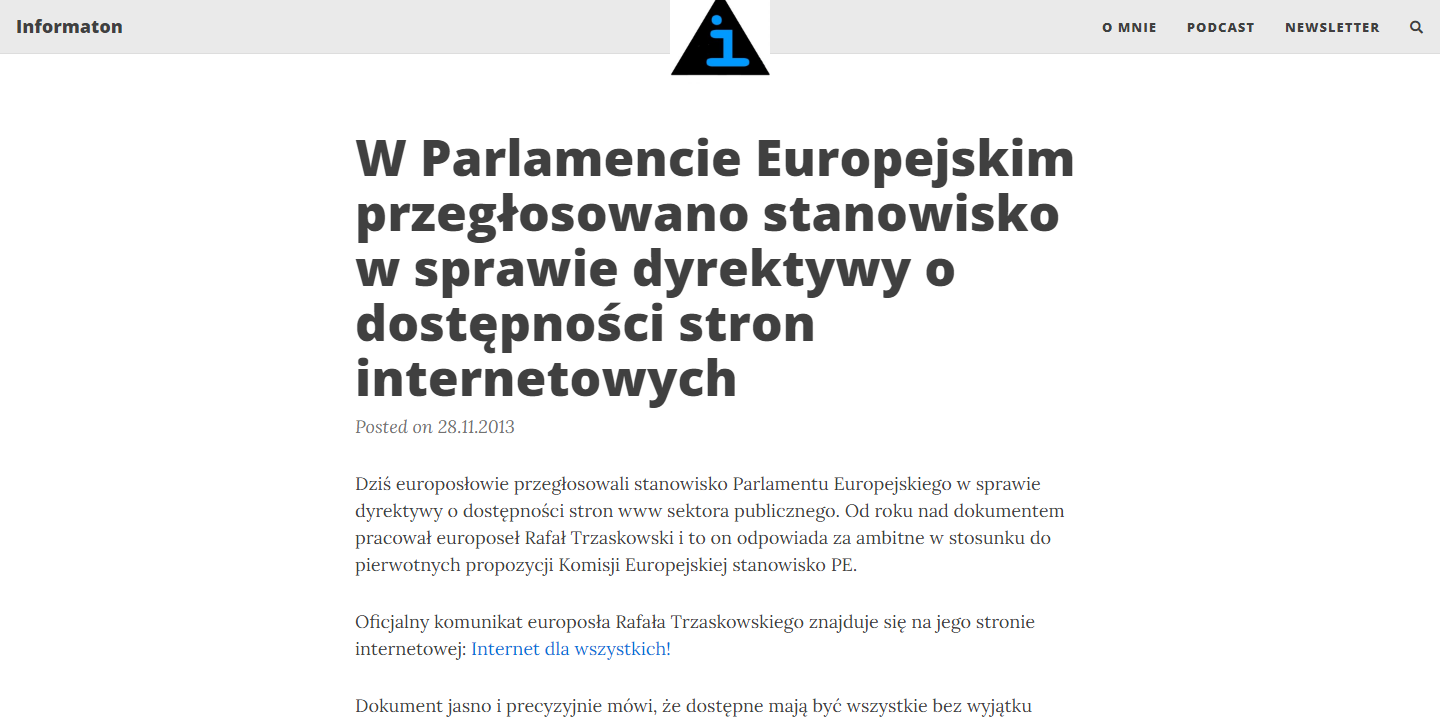 Informaton
i
O MNIE
PODCAST
NEWSLETTER
W Parlamencie Europejskim
przegłosowano stanowisko
w sprawie dyrektywy o
dostępności stron
internetowych
Posted on 28.11.2013
Dziś europosłowie przegłosowali stanowisko Parlamentu Europejskiego w sprawie
dyrektywy o dostępności stron www sektora publicznego. Od roku nad dokumentem
pracował europoseł Rafał Trzaskowski i to on odpowiada za ambitne w stosunku do
pierwotnych propozycji Komisji Europejskiej stanowisko PE.
Oficjalny komunikat europosła Rafała Trzaskowskiego znajduje się na jego stronie
internetowej: Internet dla wszystkich!
Dokument jasno i precyzyjnie mówi, że dostępne mają być wszystkie bez wyjątku